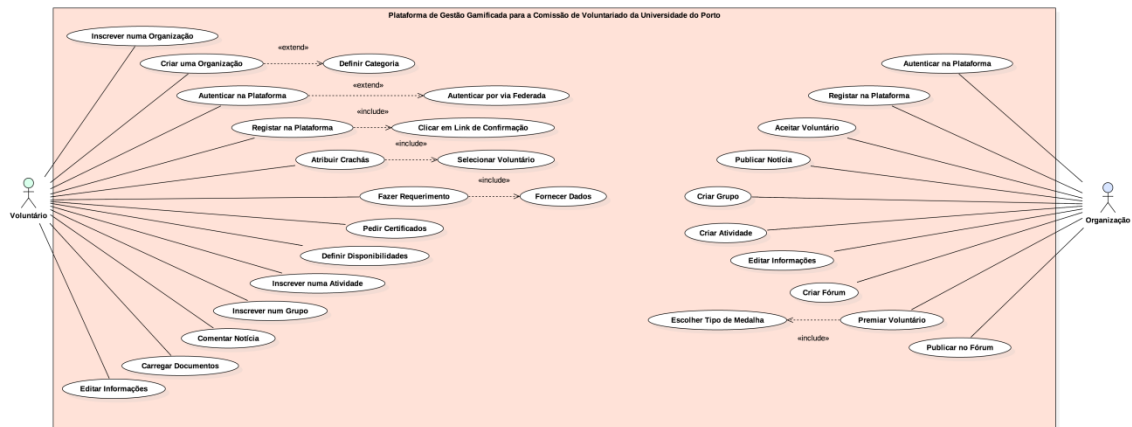 Plataforma de Gestão Gamificada para a Comissão de Voluntariado da Universidade do Porto
Inscrever numa Organização
«extend»
Criar uma Organização
Definir Categoria
Autenticar na Plataforma
«extend»
Autenticar na Plataforma
Autenticar por via Federada
Registar na Plataforma
«include»
Registar na Plataforma
Clicar em Link de Confirmação
Aceitar Voluntário
«include»
Atribuir Crachás
Selecionar Voluntário
Publicar Notícia
«include»
Fazer Requerimento
Fornecer Dados
Criar Grupo
Voluntário
Organização
Pedir Certificados
Criar Atividade
Definir Disponibilidades
Editar Informações
Inscrever numa Atividade
Criar Fórum
Inscrever num Grupo
Escolher Tipo de Medalha
Premiar Voluntário
«include»
Comentar Notícia
Publicar no Fórum
Carregar Documentos
Editar Informações